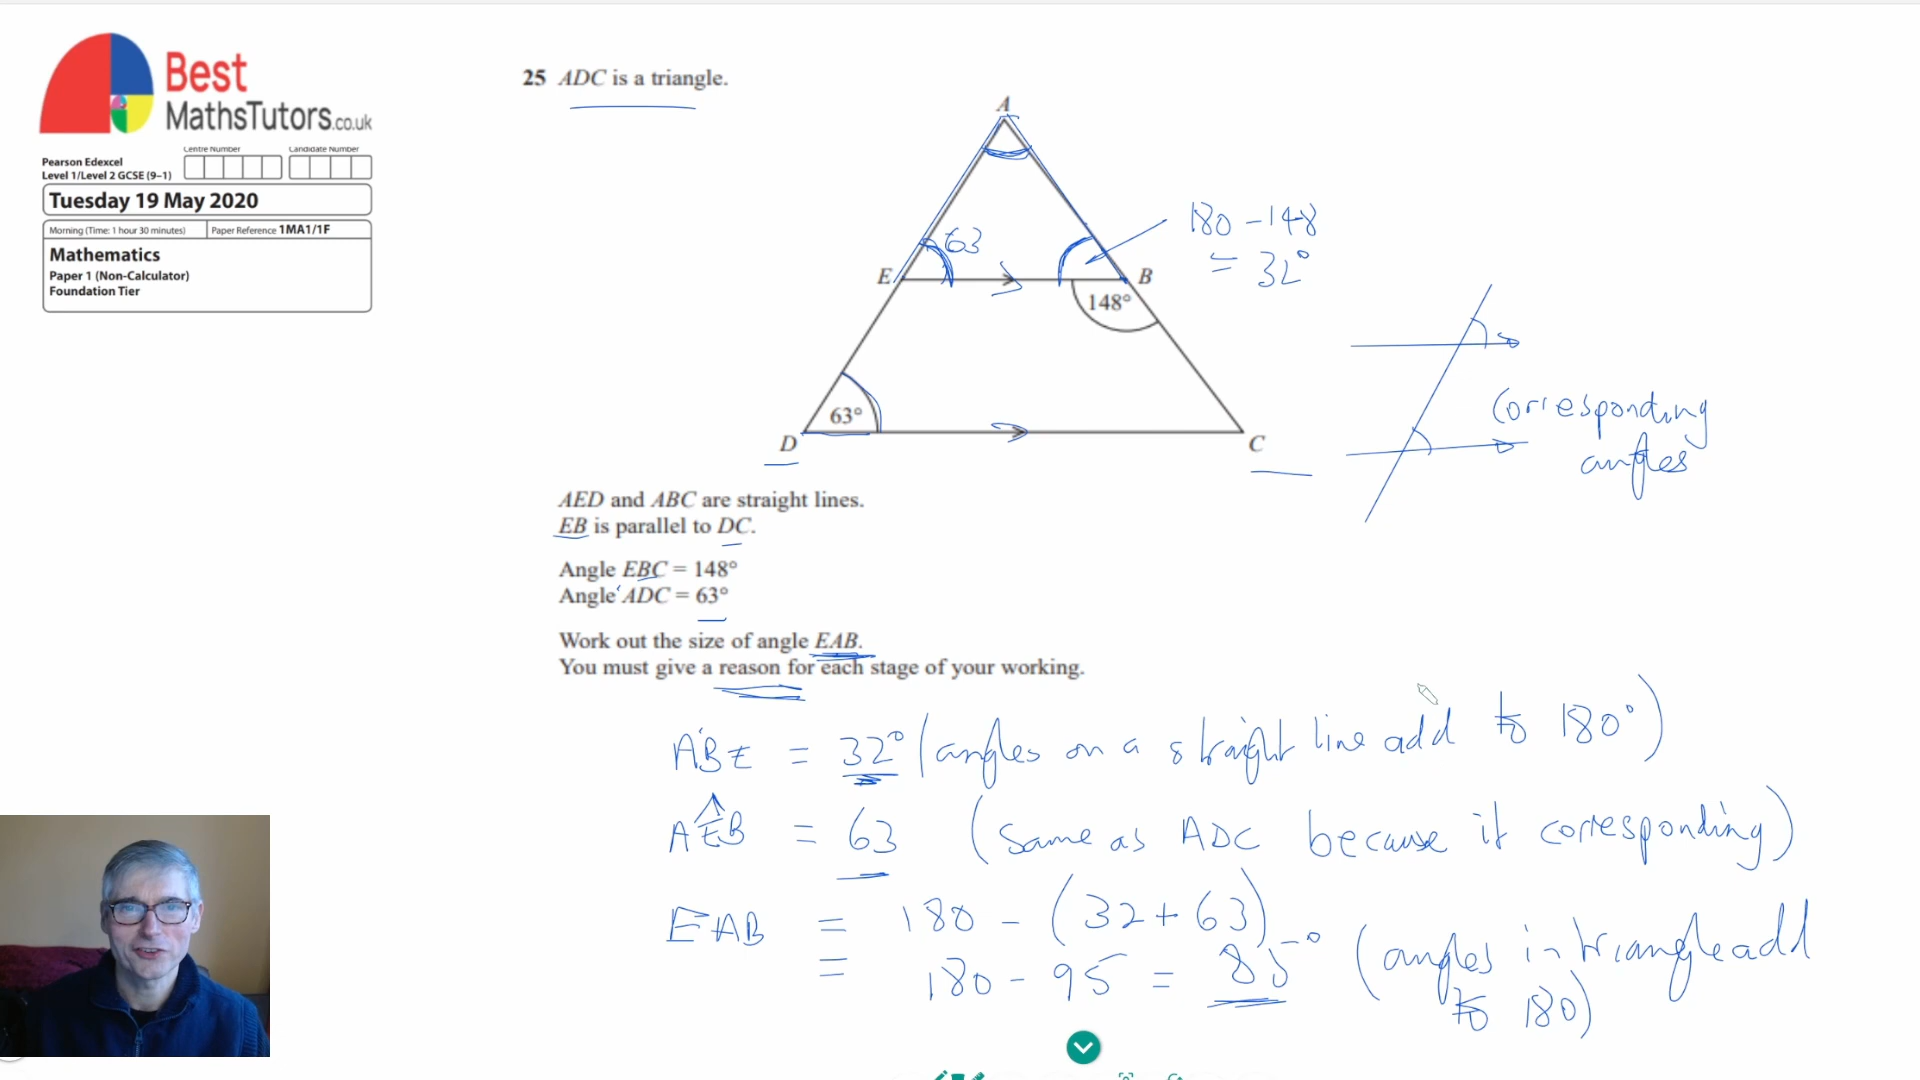 Best
MathsTutors.co.uk
Centre Number
Candidate Number
Pearson Edexcel
Level 1/Level 2 GCSE (9–1)
Tuesday 19 May 2020
Morning (Time: 1 hour 30 minutes)
Paper Reference 1MA1/1F
Mathematics
Paper 1 (Non-Calculator)
Foundation Tier
25 ADC is a triangle.
A
63
180 - 148
= 32°
E
B
148°
63°
D
C
Corresponding
angles
AED and ABC are straight lines.
EB is parallel to DC.
Angle EBC = 148°
Angle ADC = 63°
Work out the size of angle EAB.
You must give a reason for each stage of your working.
ABE = 32° (angles on a straight line add to 180°)
AEB = 63 (same as ADC because it corresponding)
EAB = 180 - (32 + 63)
= 180 - 95 = 85° (angles in triangle add
to 180)